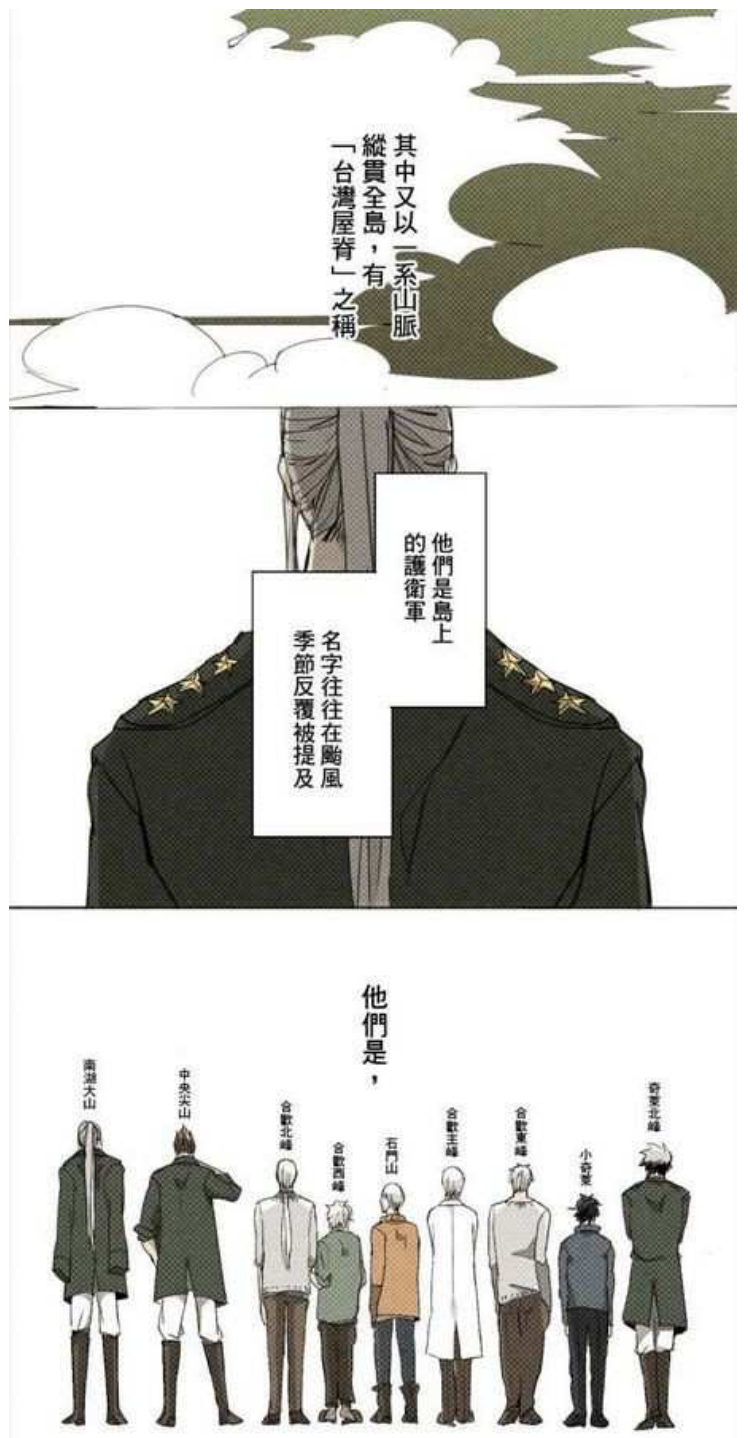 其中又以一系山脈
縱貫全島，有
「台灣屋脊」之稱
他們是島上
的護衛軍
名字往往在颱風
季節反覆被提及
他們是，
奇萊北峰
小奇萊
合歡東峰
合歡主峰
石門山
合歡西峰
合歡北峰
中央尖山
南湖大山